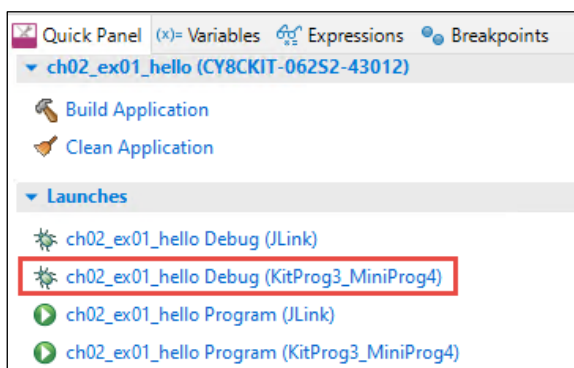 Quick Panel (x)= Variables Expressions Breakpoints
ch02_ex01_hello (CY8CKIT-062S2-43012)
Build Application
Clean Application
Launches
ch02_ex01_hello Debug (JLink)
ch02_ex01_hello Debug (KitProg3_MiniProg4)
ch02_ex01_hello Program (JLink)
ch02_ex01_hello Program (KitProg3_MiniProg4)